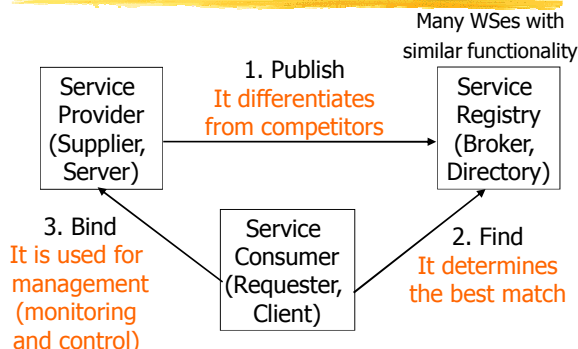 Many WSes with
similar functionality
Service
Provider
(Supplier,
Server)
1. Publish
It differentiates
from competitors
Service
Registry
(Broker,
Directory)
3. Bind
It is used for
management
(monitoring
and control)
Service
Consumer
(Requester,
Client)
2. Find
It determines
the best match